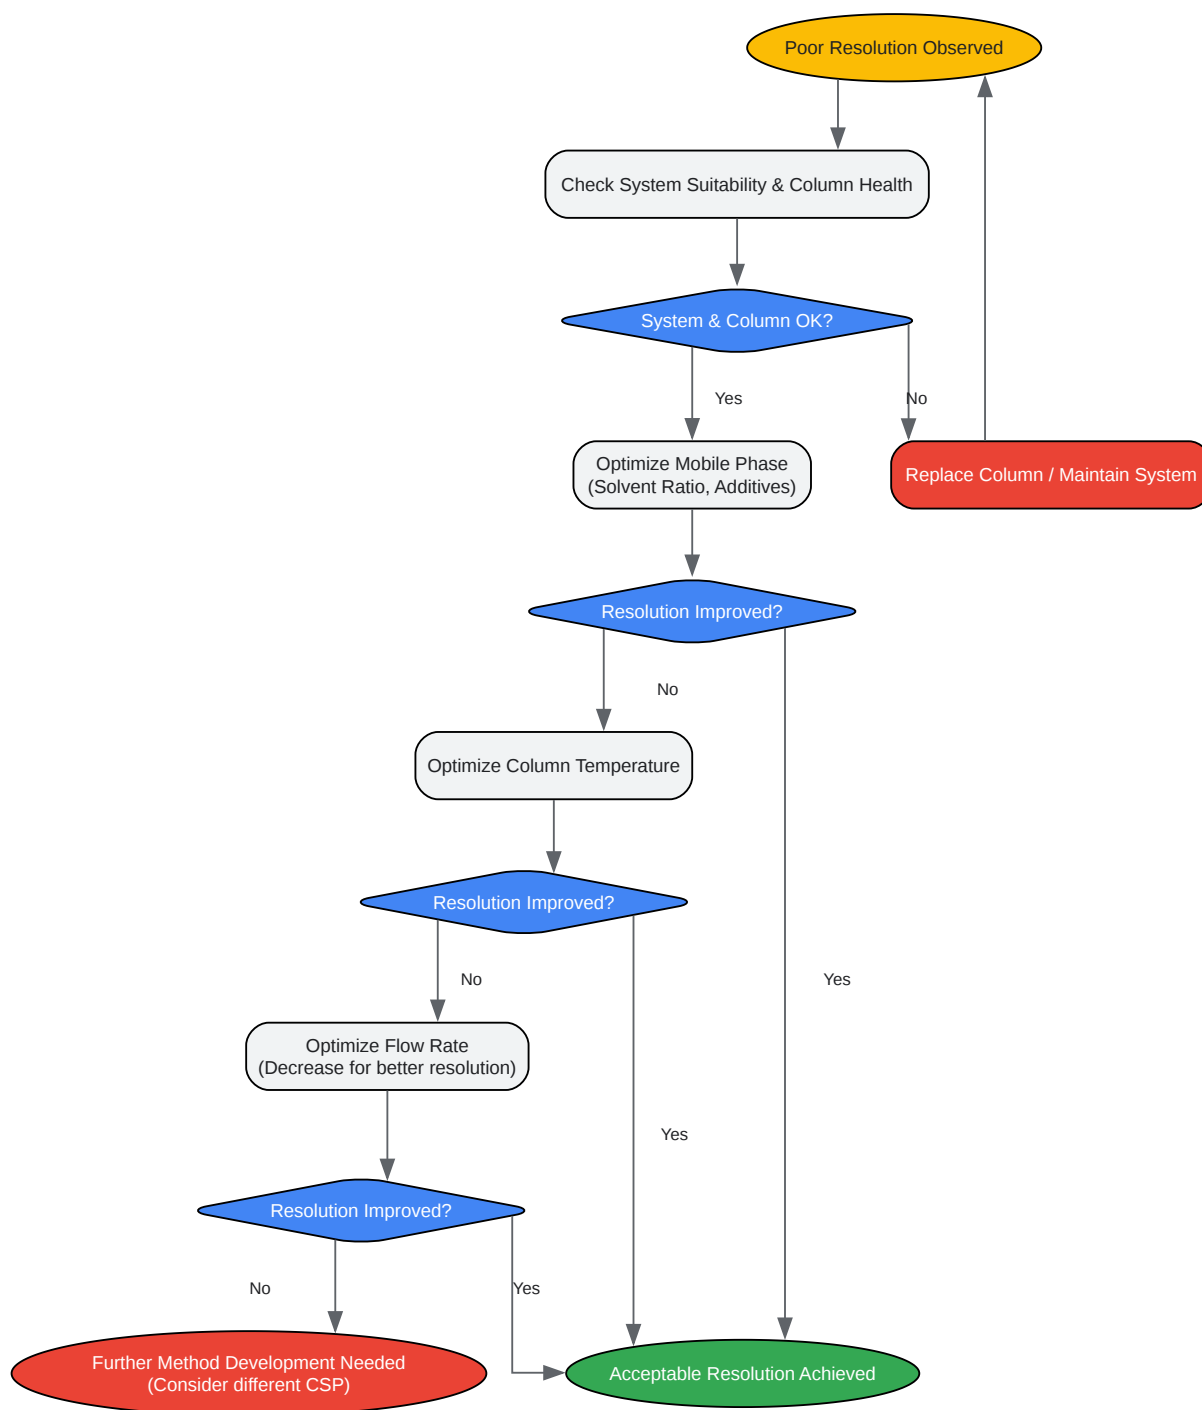 Poor Resolution Observed
Check System Suitability & Column Health
System & Column OK?
Yes
No
Optimize Mobile Phase
(Solvent Ratio, Additives)
Replace Column / Maintain System
Resolution Improved?
No
Optimize Column Temperature
Resolution Improved?
No
Yes
Optimize Flow Rate
(Decrease for better resolution)
Yes
Resolution Improved?
No
Yes
Further Method Development Needed
(Consider different CSP)
Acceptable Resolution Achieved